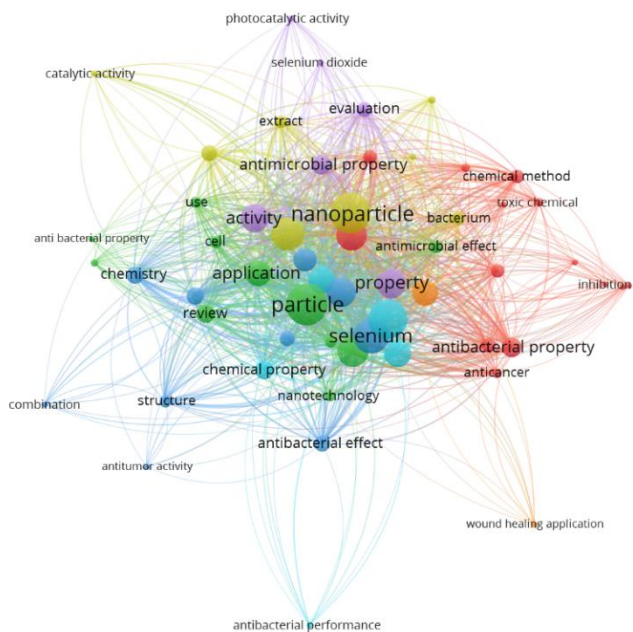 photocatalytic activity
selenium dioxide
catalytic activity
evaluation
extract
antimicrobial property
chemical method
use
toxic chemical
nanoparticle
activity
bacterium
anti bacterial property
cell
antimicrobial effect
chemistry
application
property
inhibition
particle
review
selenium
antibacterial property
chemical property
anticancer
nanotechnology
combination
structure
antibacterial effect
antitumor activity
wound healing application
antibacterial performance